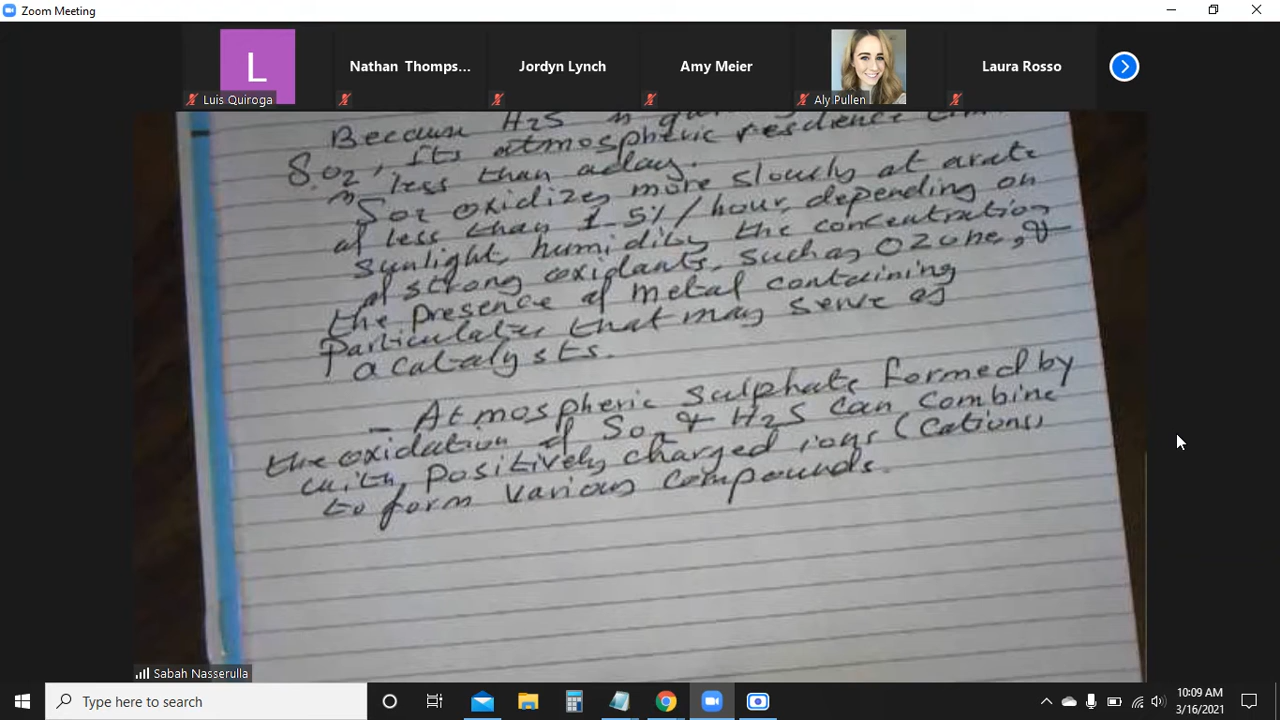 Zoom Meeting
L
Luis Quiroga
Nathan Thomps...
Jordyn Lynch
Amy Meier
Aly Pullen
Laura Rosso
Because H2S is
SO2, its atmospheric resdience
is less than a day.
SO2 oxidizes more slowly at a rate
of less than 1_5%/hour, depending on
sunlight, humidity the concentration
of strong oxidants, such as Ozone, &
the presence of metal containing
Particulates that may serve as
a catalysts.
_ Atmospheric sulphate formed by
the oxidation of SO2 & H2S can combine
with positively charged ions (cations)
to form various compounds.
Sabah Nasserulla
Type here to search
10:09 AM
3/16/2021